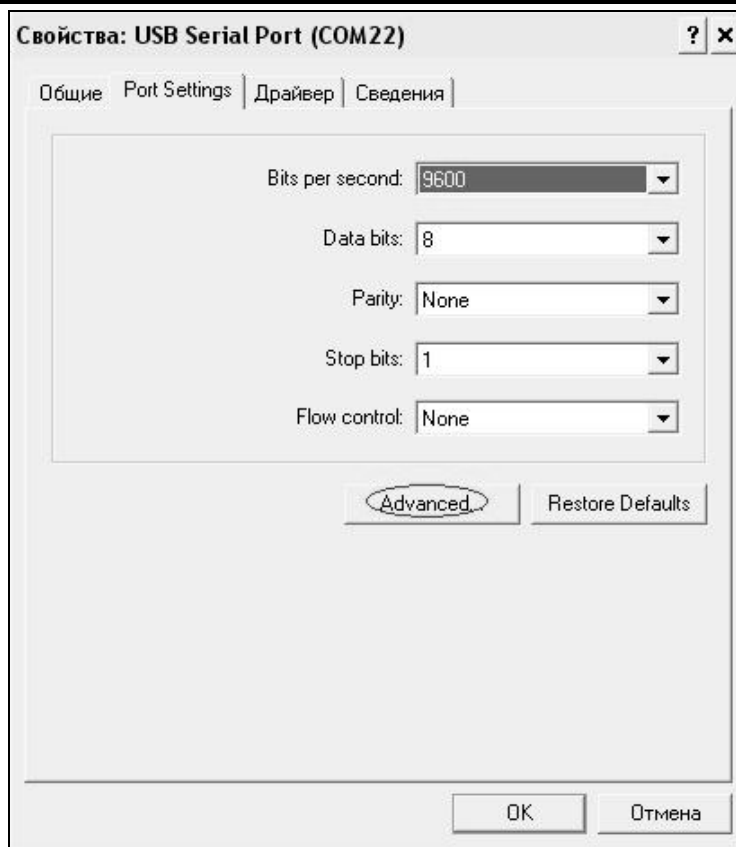 Свойства: USB Serial Port (COM22) ? ×
Общие Port Settings Драйвер Сведения
Bits per second: 9600
Data bits: 8
Parity: None
Stop bits: 1
Flow control: None
Advanced... Restore Defaults
OK Отмена